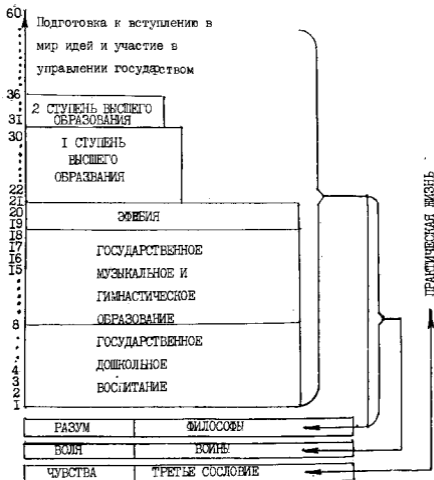 60
Подготовка к вступлению в
мир идей и участие в
управлении государством
36
2 СТУПЕНЬ ВЫСШЕГО
ОБРАЗОВАНИЯ
31
30
I СТУПЕНЬ
ВЫСШЕГО
ОБРАЗВАНИЯ
22
21
20
ЭФЕБИЯ
19
18
17
16
15
ГОСУДАРСТВЕННОЕ
МУЗЫКАЛЬНОЕ И
ГИМНАСТИЧЕСКОЕ
ОБРАЗОВАНИЕ
8
ГОСУДАРСТВЕННОЕ
ДОШКОЛЬНОЕ
ВОСПИТАНИЕ
4
3
2
I
ПРАКТИЧЕСКАЯ ЖИЗНЬ
РАЗУМ ФИЛОСОФЫ
ВОЛЯ ВОИНЫ
ЧУВСТВА ТРЕТЬЕ СОСЛОВИЕ